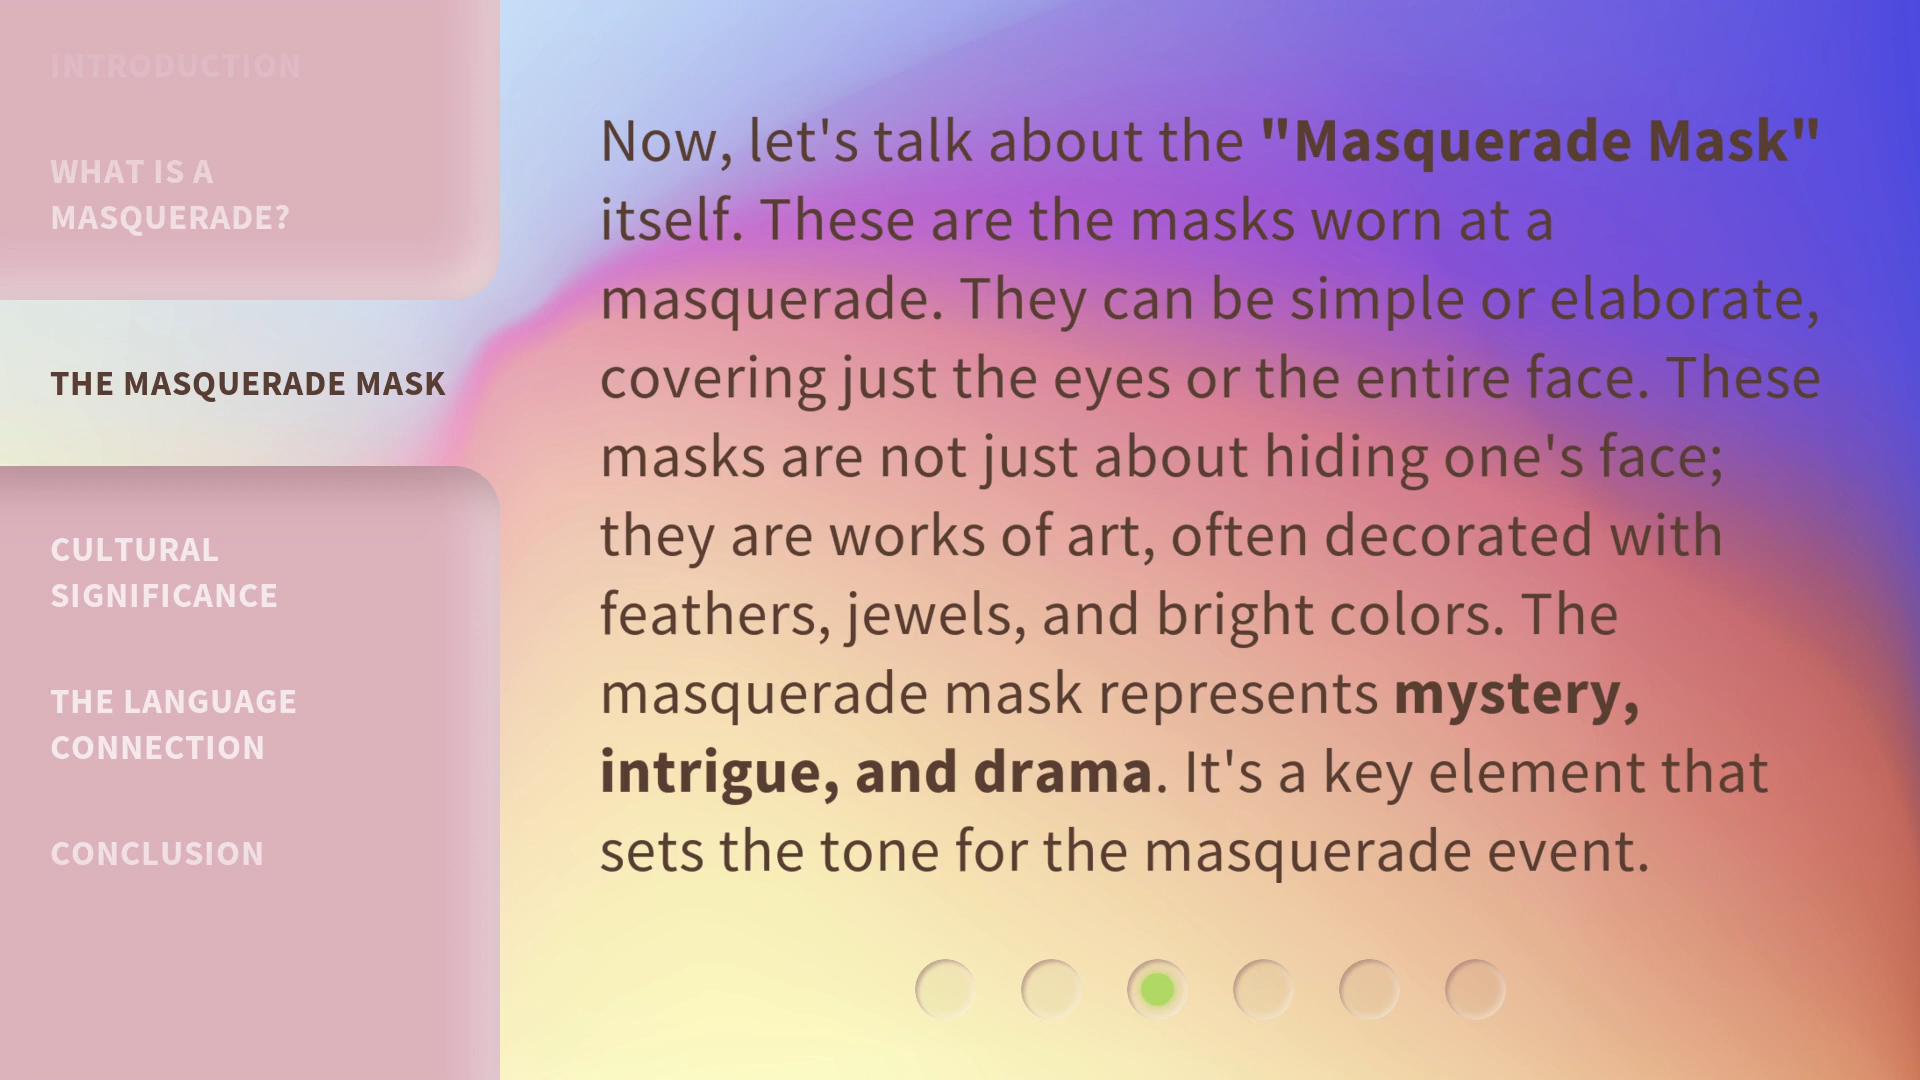 INTRODUCTION
WHAT IS A
MASQUERADE?
THE MASQUERADE MASK
CULTURAL
SIGNIFICANCE
THE LANGUAGE
CONNECTION
CONCLUSION
Now, let's talk about the "Masquerade Mask"
itself. These are the masks worn at a
masquerade. They can be simple or elaborate,
covering just the eyes or the entire face. These
masks are not just about hiding one's face;
they are works of art, often decorated with
feathers, jewels, and bright colors. The
masquerade mask represents mystery,
intrigue, and drama. It's a key element that
sets the tone for the masquerade event.